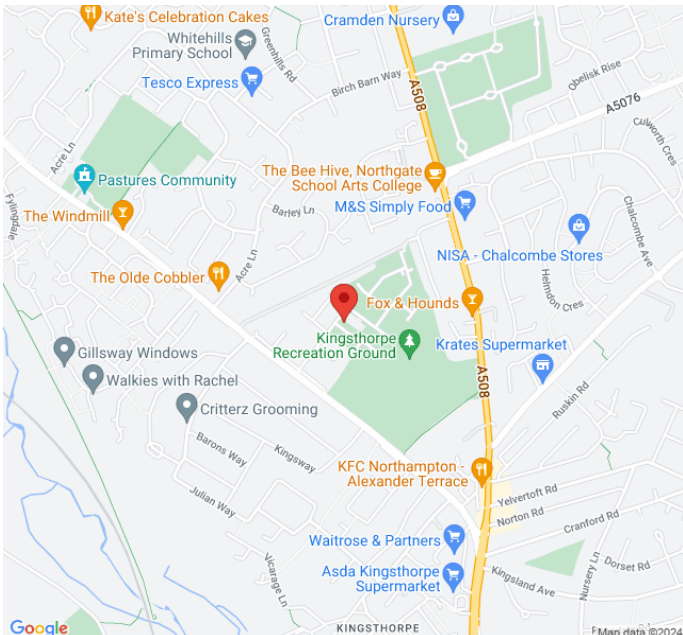 Kate's Celebration Cakes
Cramden Nursery
Whitehills
Primary School
Greenhills Rd
Tesco Express
Birch Barn Way
A508
Obelisk Rise
A5076
Culworth Cres
Acre Ln
Pastures Community
The Bee Hive, Northgate
School Arts College
Fyllingdale
The Windmill
Barley Ln
M&S Simply Food
Chalcombe Ave
Acre Ln
NISA - Chalcombe Stores
The Olde Cobbler
Helmdon Cres
Fox & Hounds
Kingsthorpe
Recreation Ground
Krates Supermarket
Gillsway Windows
A508
Walkies with Rachel
Ruskin Rd
Critterz Grooming
Barons Way
Kingsway
KFC Northampton -
Alexander Terrace
Julian Way
Yelvertoft Rd
Norton Rd
Cranford Rd
Waitrose & Partners
Vicarage Ln
Asda Kingsthorpe
Supermarket
Kingsland Ave
Nursery Ln
Dorset Rd
KINGSTHORPE
Google
Map data ©2024